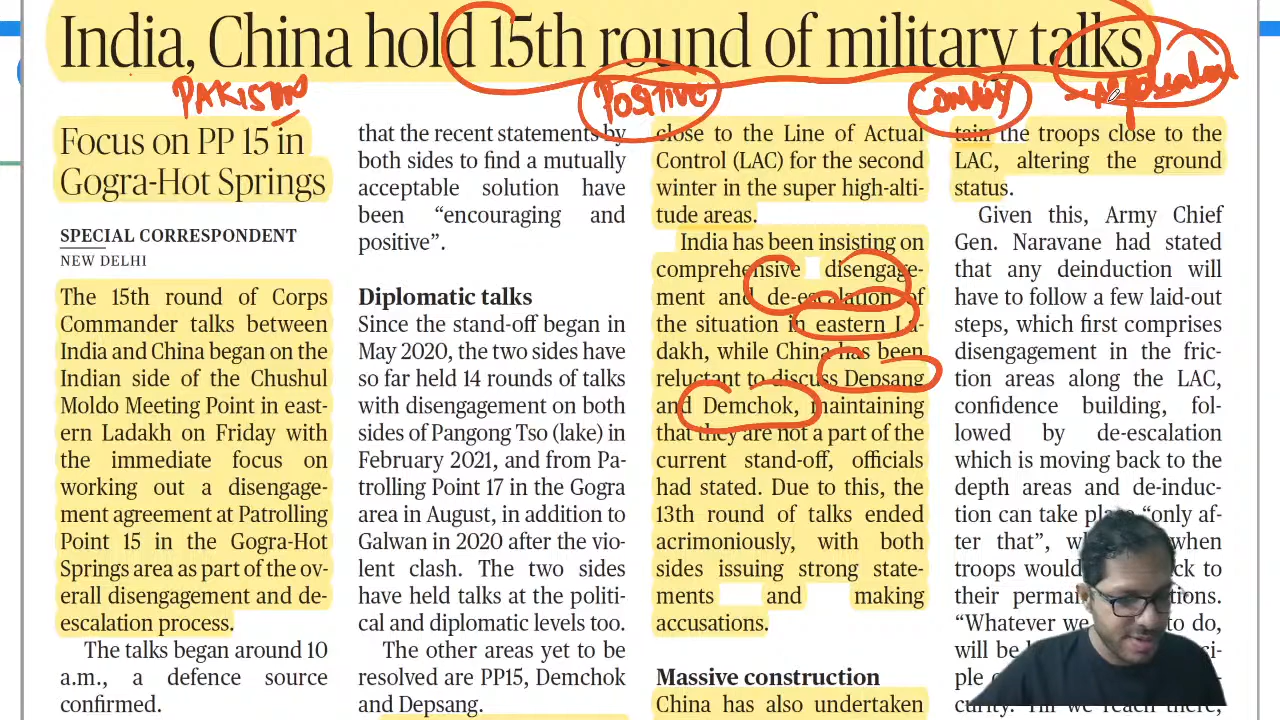 India, China hold 15th round of military talks
PAKISTAN
POSITIVE
Focus on PP 15 in
Gogra-Hot Springs
SPECIAL CORRESPONDENT
NEW DELHI
The 15th round of Corps
Commander talks between
India and China began on the
Indian side of the Chushul
Moldo Meeting Point in east-
ern Ladakh on Friday with
the immediate focus on
working out a disengage-
ment agreement at Patrolling
Point 15 in the Gogra-Hot
Springs area as part of the ov-
erall disengagement and de-
escalation process.
The talks began around 10
a.m., a defence source
confirmed.
that the recent statements by
both sides to find a mutually
acceptable solution have
been “encouraging and
positive”.
Diplomatic talks
Since the stand-off began in
May 2020, the two sides have
so far held 14 rounds of talks
with disengagement on both
sides of Pangong Tso (lake) in
February 2021, and from Pa-
trolling Point 17 in the Gogra
area in August, in addition to
Galwan in 2020 after the vio-
lent clash. The two sides
have held talks at the politi-
cal and diplomatic levels too.
The other areas yet to be
resolved are PP15, Demchok
and Depsang.
close to the Line of Actual
Control (LAC) for the second
winter in the super high-alti-
tude areas.
India has been insisting on
comprehensive disengage-
ment and de-escalation of
the situation in eastern La-
dakh, while China has been
reluctant to discuss Depsang
and Demchok, maintaining
that they are not a part of the
current stand-off, officials
had stated. Due to this, the
13th round of talks ended
acrimoniously, with both
sides issuing strong state-
ments and making
accusations.
Massive construction
China has also undertaken
tain the troops close to the
LAC, altering the ground
status.
Given this, Army Chief
Gen. Naravane had stated
that any deinduction will
have to follow a few laid-out
steps, which first comprises
disengagement in the fric-
tion areas along the LAC,
confidence building, fol-
lowed by de-escalation
which is moving back to the
depth areas and de-induc-
tion can take place “only af-
ter that”, when
troops would back to
their
“Whatever we to do,
will be